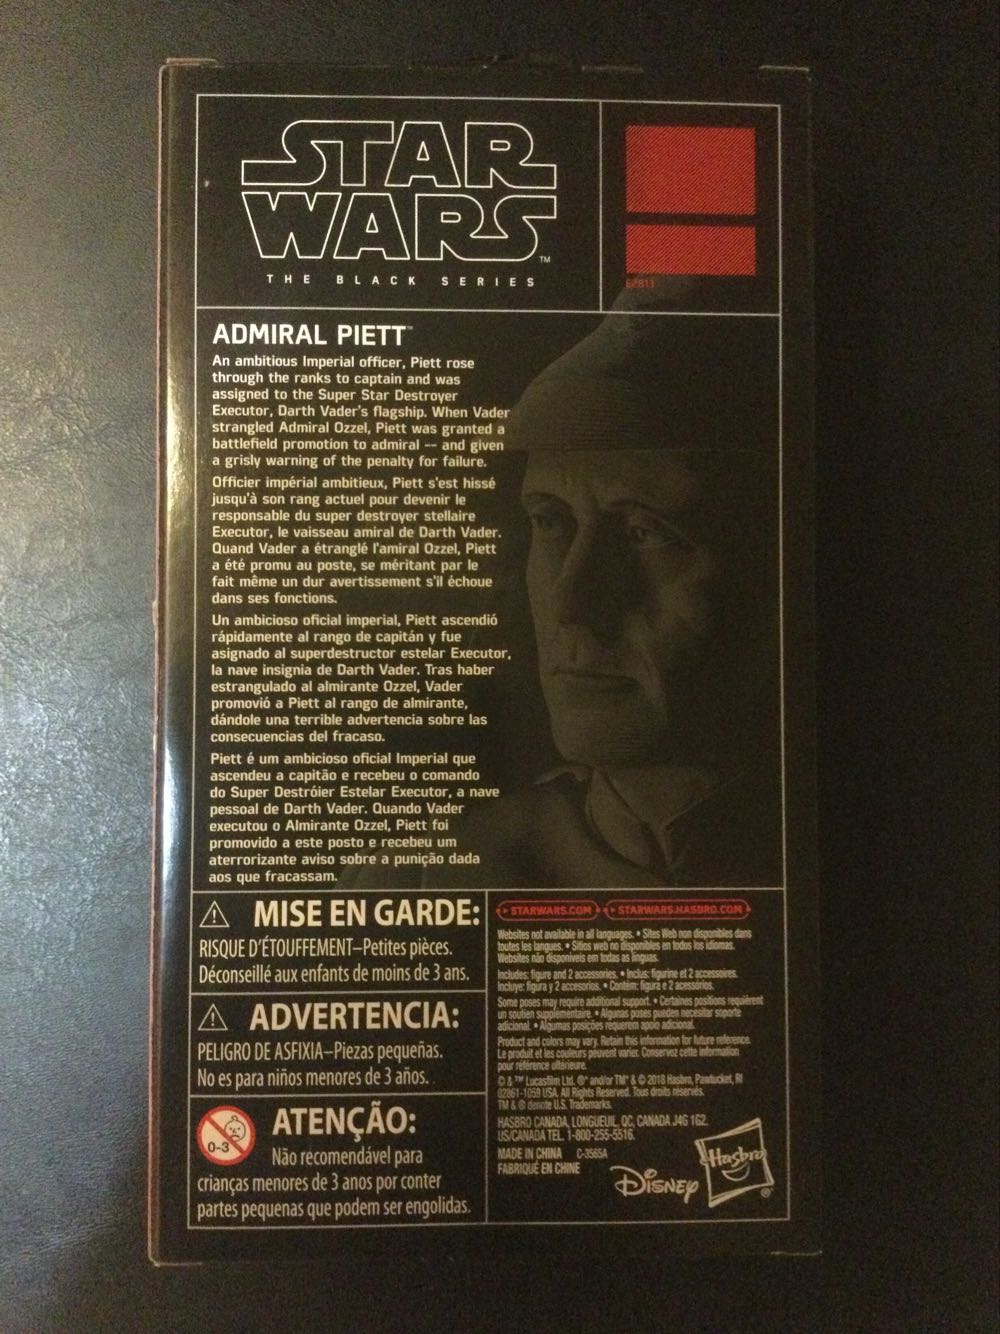 STAR
WARS™
THE BLACK SERIES
E2813
ADMIRAL PIETT™
An ambitious Imperial officer, Piett rose
through the ranks to captain and was
assigned to the Super Star Destroyer
Executor, Darth Vader's flagship. When Vader
strangled Admiral Ozzel, Piett was granted a
battlefield promotion to admiral -- and given
a grisly warning of the penalty for failure.
Officier impérial ambitieux, Piett s'est hissé
jusqu'à son rang actuel pour devenir le
responsable du super destroyer stellaire
Executor, le vaisseau amiral de Darth Vader.
Quand Vader a étranglé l'amiral Ozzel, Piett
a été promu au poste, se méritant par le
fait même un dur avertissement s'il échoue
dans ses fonctions.
Un ambicioso oficial imperial, Piett ascendió
rápidamente al rango de capitán y fue
asignado al superdestructor estelar Executor,
la nave insignia de Darth Vader. Tras haber
estrangulado al almirante Ozzel, Vader
promovió a Piett al rango de almirante,
dándole una terrible advertencia sobre las
consecuencias del fracaso.
Piett é um ambicioso oficial Imperial que
ascendeu a capitão e recebeu o comando
do Super Destróier Estelar Executor, a nave
pessoal de Darth Vader. Quando Vader
executou o Almirante Ozzel, Piett foi
promovido a este posto e recebeu um
aterrorizante aviso sobre a punição dada
aos que fracassam.
MISE EN GARDE:
RISQUE D'ÉTOUFFEMENT–Petites pièces.
Déconseillé aux enfants de moins de 3 ans.
ADVERTENCIA:
PELIGRO DE ASFIXIA–Piezas pequeñas.
No es para niños menores de 3 años.
0-3
ATENÇÃO:
Não recomendável para
crianças menores de 3 anos por conter
partes pequenas que podem ser engolidas.
STARWARS.COM • STARWARS.HASBRO.COM
Websites not available in all languages. • Sites Web non disponibles dans
toutes les langues. • Sitios web no disponibles en todos los idiomas.
Websites não disponíveis em todas as línguas.
Includes: figure and 2 accessories. • Inclus: figurine et 2 accessoires.
Incluye: figura y 2 accesorios. • Contém: figura e 2 acessórios.
Some poses may require additional support. • Certaines positions requièrent
un soutien supplémentaire. • Algunas poses pueden necesitar soporte
adicional. • Algumas posições requerem apoio adicional.
Product and colors may vary. Retain this information for future reference.
Le produit et les couleurs peuvent varier. Conservez cette information
pour référence ultérieure.
© & ™ Lucasfilm Ltd. ®* and/or TM* & © 2018 Hasbro, Pawtucket, RI
02861-1059 USA. All Rights Reserved. Tous droits réservés.
TM & ® denote U.S. Trademarks.
HASBRO CANADA, LONGUEUIL, QC, CANADA J4G 1G2.
US/CANADA TEL. 1-800-255-5516.
MADE IN CHINA C-3565A
FABRIQUÉ EN CHINE
DISNEY
Hasbro®